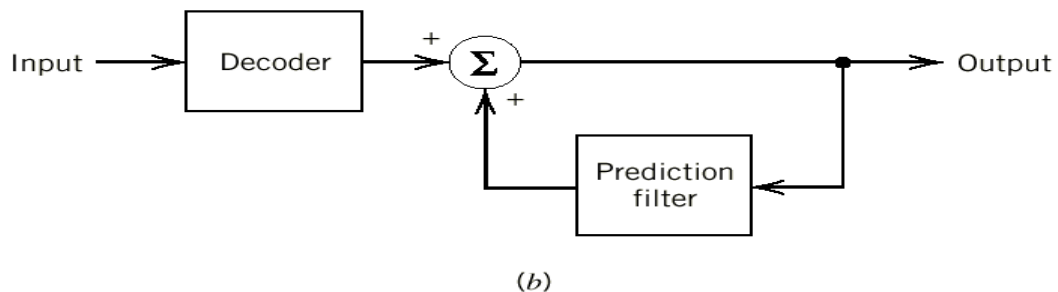 Input
Decoder
+
Σ
+
Output
Prediction
filter
(b)